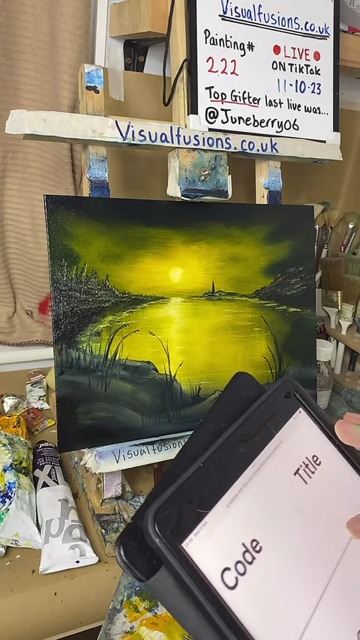 Visualfusions.co.uk
Painting#
222
LIVE
ON TikTok
11-10-23
Top Gifter last live was...
@Juneberry06
Visualfusions.co.uk
Visualfusions
Title
Code